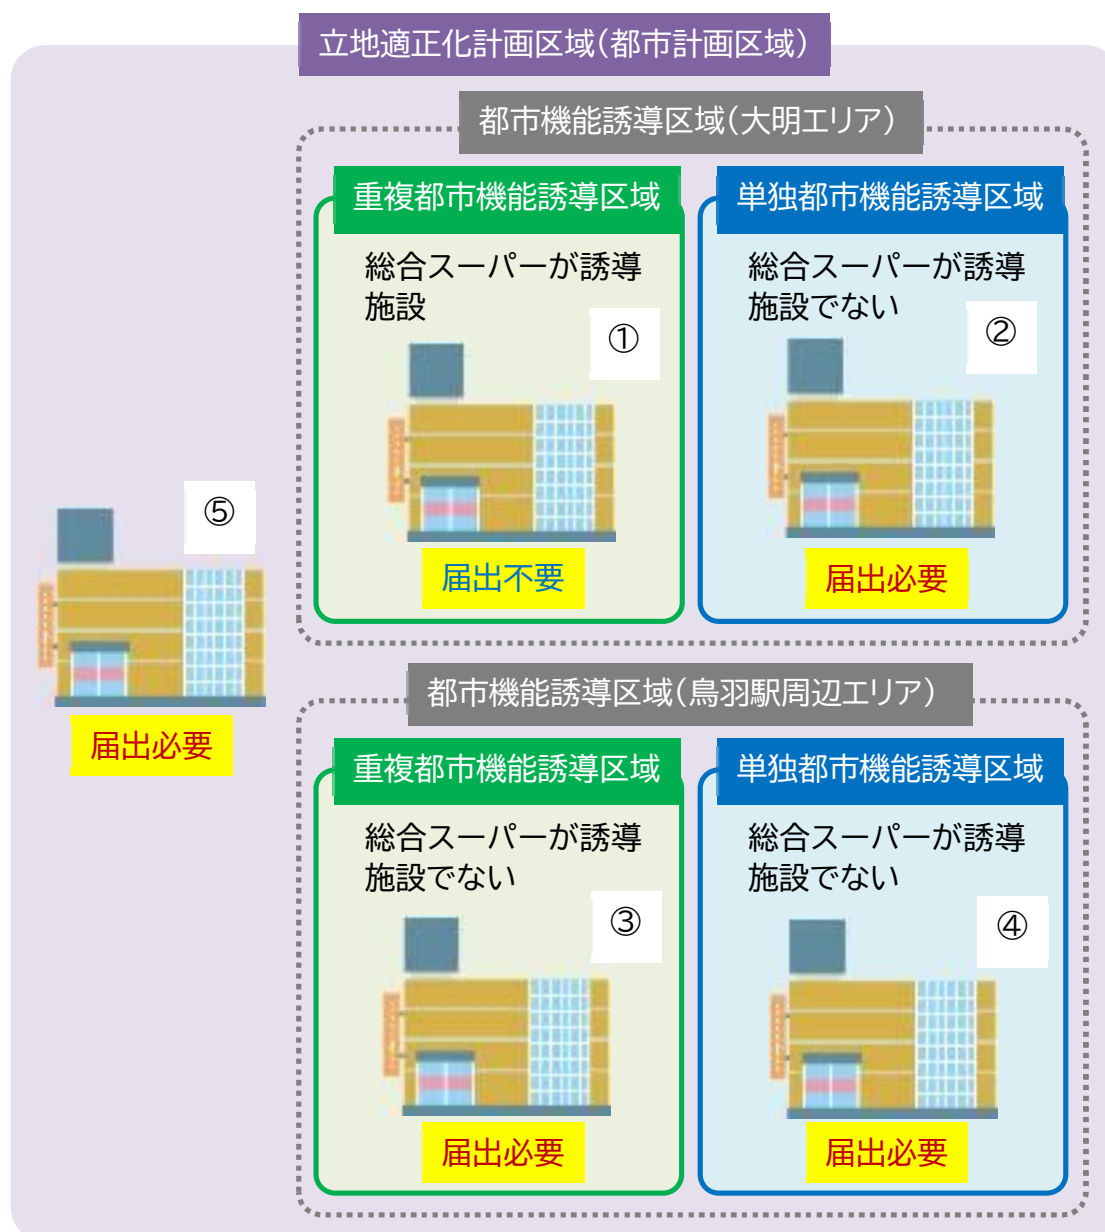 立地適正化計画区域(都市計画区域)
都市機能誘導区域(大明エリア)
重複都市機能誘導区域
総合スーパーが誘導
施設
①
届出不要
単独都市機能誘導区域
総合スーパーが誘導
施設でない
②
届出必要
⑤
届出必要
都市機能誘導区域(鳥羽駅周辺エリア)
重複都市機能誘導区域
総合スーパーが誘導
施設でない
③
届出必要
単独都市機能誘導区域
総合スーパーが誘導
施設でない
④
届出必要